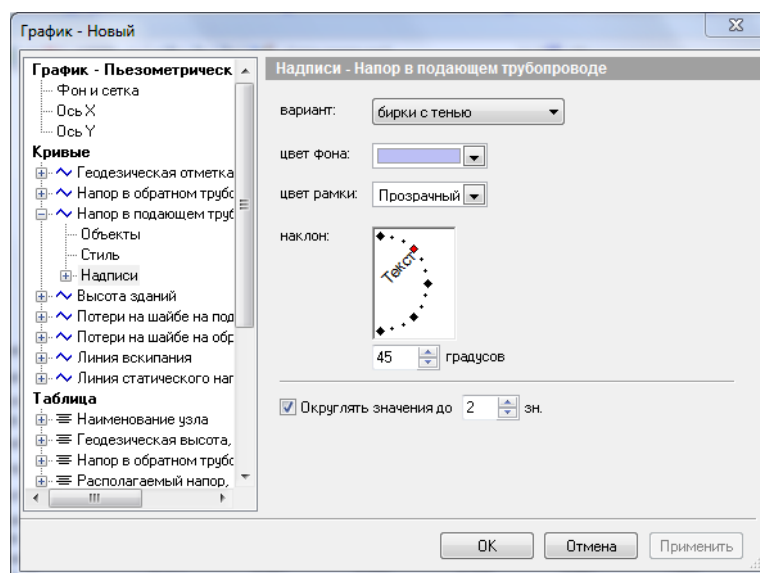 График - Новый
График - Пьезометрическ
Фон и сетка
Ось X
Ось Y
Кривые
Геодезическая отметка
Напор в обратном трубо
Напор в подающем труб
Объекты
Стиль
Надписи
Высота зданий
Потери на шайбе на под
Потери на шайбе на обр
Линия вскипания
Линия статического нап
Таблица
Наименование узла
Геодезическая высота,
Напор в обратном трубо
Располагаемый напор,
Надписи - Напор в подающем трубопроводе
вариант: бирки с тенью
цвет фона:
цвет рамки: Прозрачный
наклон:
Текст
45 градусов
Округлять значения до 2 зн.
OK Отмена Применить